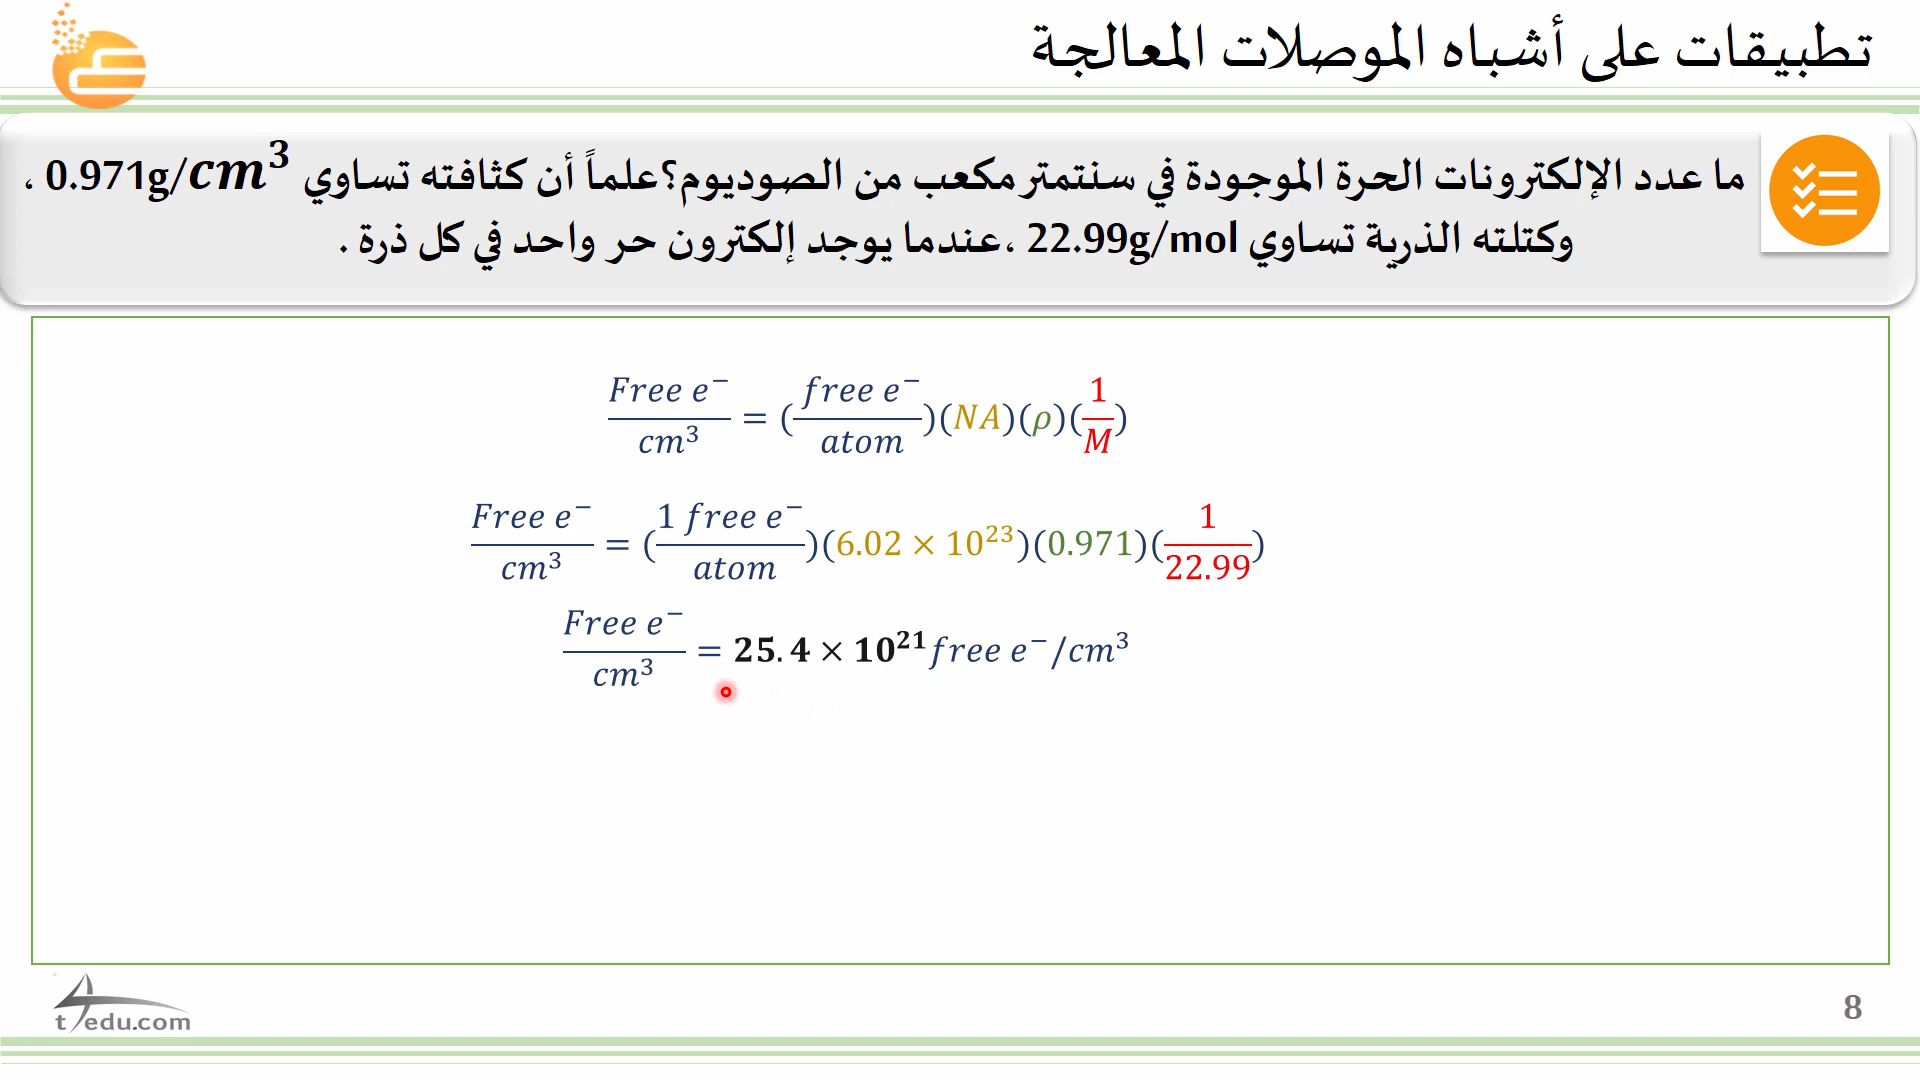 تطبيقات على أشباه الموصلات المعالجة
ما عدد الإلكترونات الحرة الموجودة في سنتمتر مكعب من الصوديوم؟علماً أن كثافته تساوي 0.971g/cm³ ،
وكتلته الذرية تساوي 22.99g/mol ،عندما يوجد إلكترون حر واحد في كل ذرة .
Free e⁻/cm³ = (free e⁻/atom)(NA)(ρ)(1/M)
Free e⁻/cm³ = (1 free e⁻/atom)(6.02 × 10²³)(0.971)(1/22.99)
Free e⁻/cm³ = 25.4 × 10²¹ free e⁻/cm³
t4edu.com
8